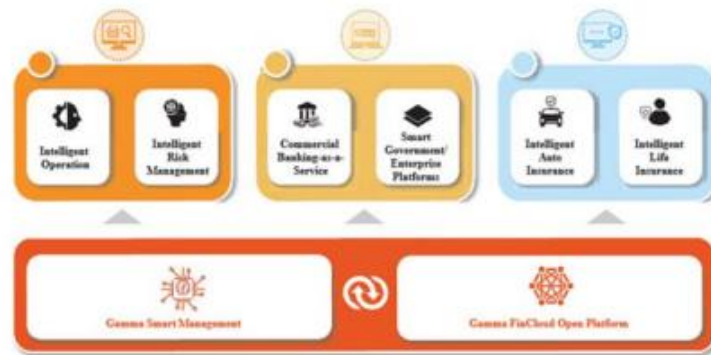 Intelligent
Operation
Intelligent
Risk
Management
Commercial
Banking-as-a-
Service
Smart
Government/
Enterprise
Platforms
Intelligent
Auto
Insurance
Intelligent
Life
Insurance
Gamma Smart Management
Gamma FinCloud Open Platform